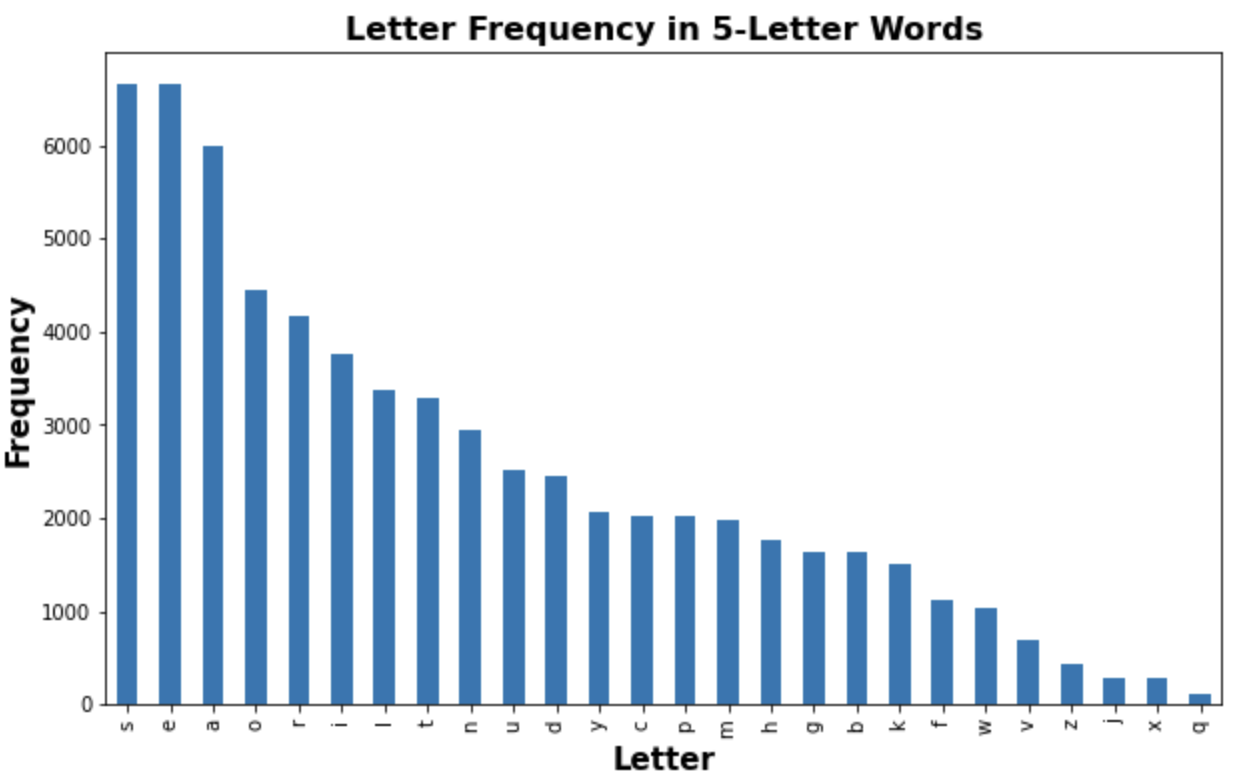 Letter Frequency in 5-Letter Words
Frequency
6000
5000
4000
3000
2000
1000
0
s e a o r i l t n u d y c p m h g b k f w v z j x q
Letter